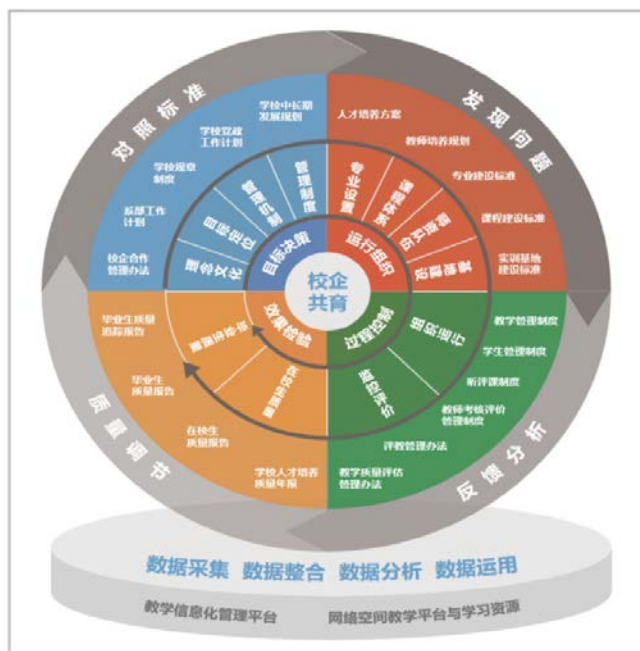 对照标准
发现问题
反馈分析
质量调节
校企
共育
目标决策
运行组织
过程控制
效果检验
理念文化
目标定位
管理机制
管理制度
专业设置
课程体系
师资队伍
组织运行
监控评价
在校生质量
毕业生质量
学校中长期
发展规划
学校党政
工作计划
学校规章
制度
系部工作
计划
校企合作
管理办法
人才培养方案
教师培养规划
专业建设标准
课程建设标准
实训基地
建设标准
教学管理制度
学生管理制度
听评课制度
教师考核评价
管理制度
评教管理办法
教学质量评估
管理办法
学校人才培养
质量年报
在校生
质量报告
毕业生
质量报告
毕业生质量
追踪报告
数据采集 数据整合 数据分析 数据运用
教学信息化管理平台 网络空间教学平台与学习资源